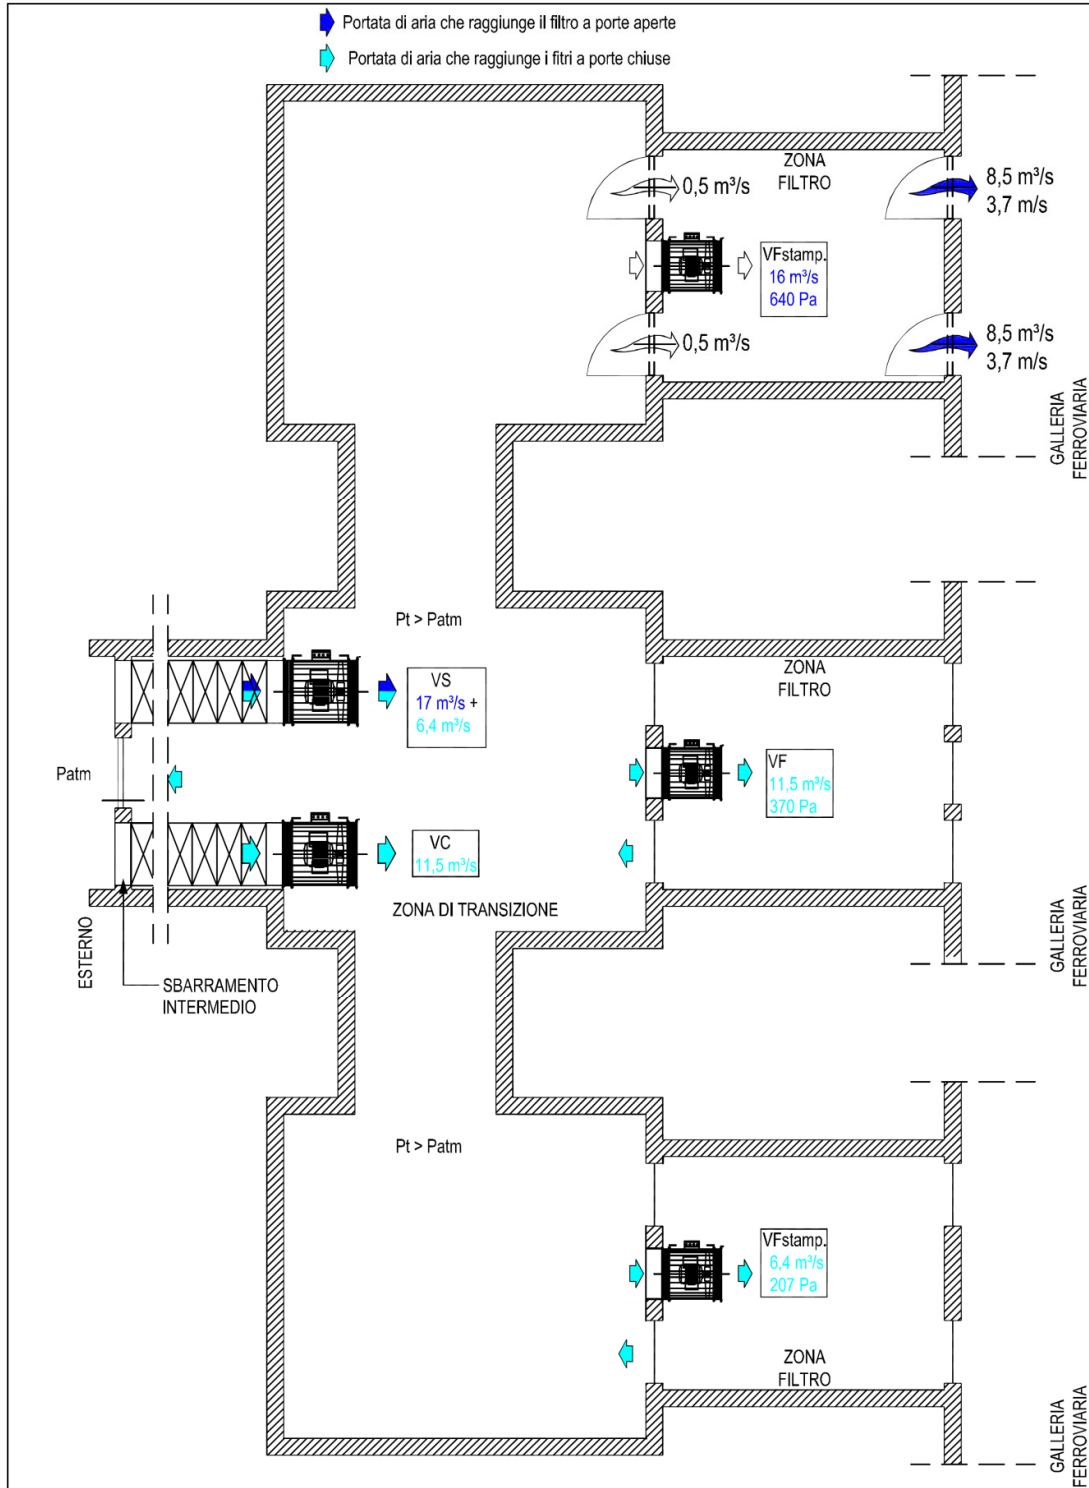 Portata di aria che raggiunge il filtro a porte aperte
Portata di aria che raggiunge i fitri a porte chiuse
ZONA
FILTRO
0,5 m³/s
8,5 m³/s
3,7 m/s
VFstamp.
16 m³/s
640 Pa
0,5 m³/s
8,5 m³/s
3,7 m/s
GALLERIA
FERROVIARIA
Pt > Patm
ZONA
FILTRO
VS
17 m³/s +
6,4 m³/s
Patm
VF
11,5 m³/s
370 Pa
VC
11,5 m³/s
ZONA DI TRANSIZIONE
ESTERNO
SBARRAMENTO
INTERMEDIO
GALLERIA
FERROVIARIA
Pt > Patm
VFstamp.
6,4 m³/s
207 Pa
ZONA
FILTRO
GALLERIA
FERROVIARIA